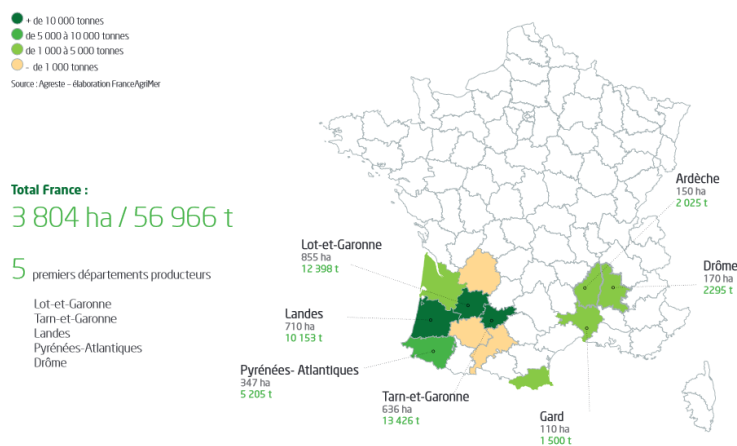 + de 10 000 tonnes
de 5 000 à 10 000 tonnes
de 1 000 à 5 000 tonnes
- de 1 000 tonnes
Source : Agreste – élaboration FranceAgriMer
Total France :
3 804 ha / 56 966 t
5 premiers départements producteurs
Lot-et-Garonne
Tarn-et-Garonne
Landes
Pyrénées-Atlantiques
Drôme
Ardèche
150 ha
2 025 t
Lot-et-Garonne
855 ha
12 398 t
Drôme
170 ha
2295 t
Landes
710 ha
10 153 t
Pyrénées- Atlantiques
347 ha
5 205 t
Tarn-et-Garonne
636 ha
13 426 t
Gard
110 ha
1 500 t